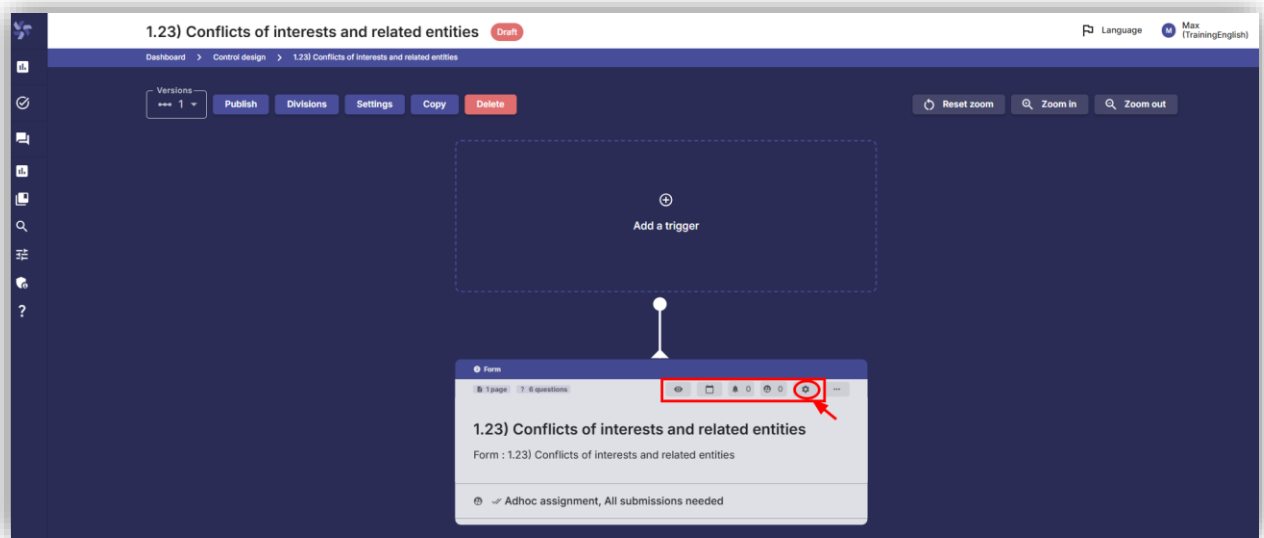 1.23) Conflicts of interests and related entities Draft
Language
M Max
(TrainingEnglish)
Dashboard > Control design > 1.23) Conflicts of interests and related entities
Versions
1
Publish Divisions Settings Copy Delete
Reset zoom Zoom in Zoom out
Add a trigger
Form
1 page ? 6 questions 0 0 ...
1.23) Conflicts of interests and related entities
Form : 1.23) Conflicts of interests and related entities
Adhoc assignment, All submissions needed
?